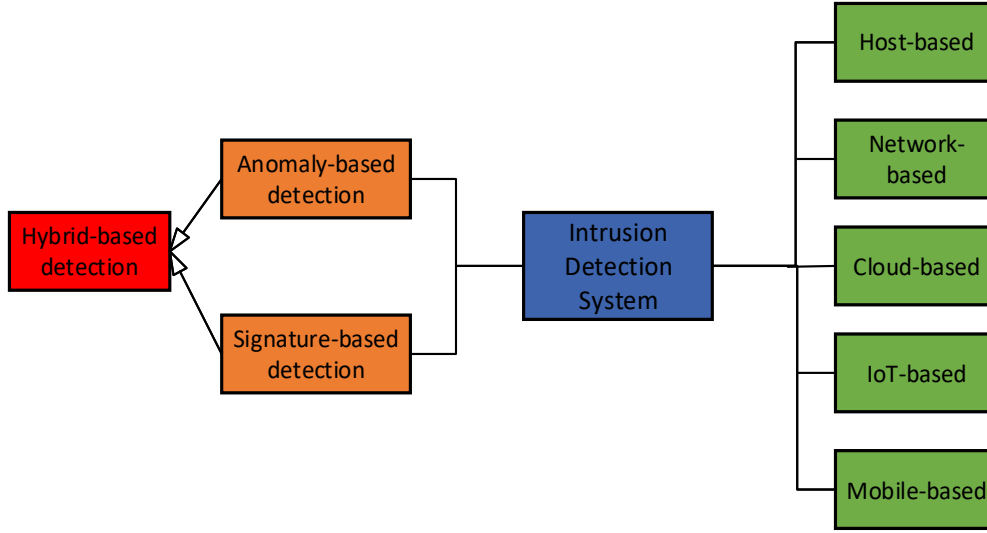 Hybrid-based
detection
Anomaly-based
detection
Signature-based
detection
Intrusion
Detection
System
Host-based
Network-
based
Cloud-based
IoT-based
Mobile-based